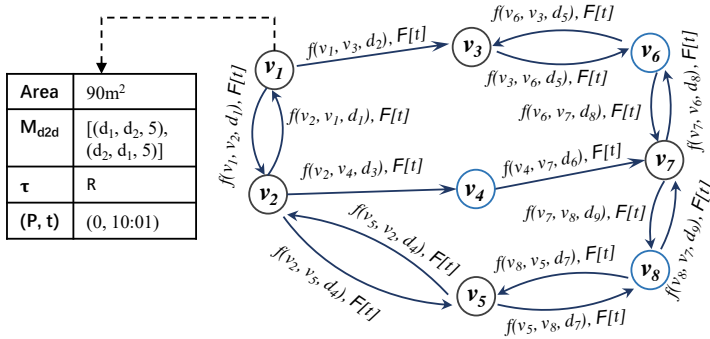 Area 90m²
M_d2d [(d₁, d₂, 5),
(d₂, d₁, 5)]
τ R
(P, t) (0, 10:01)
v₁
v₂
v₃
v₄
v₅
v₆
v₇
v₈
f(v₁, v₃, d₂), F[t]
f(v₆, v₃, d₅), F[t]
f(v₃, v₆, d₅), F[t]
f(v₁, v₂, d₁), F[t]
f(v₂, v₁, d₁), F[t]
f(v₆, v₇, d₈), F[t]
f(v₇, v₆, d₈), F[t]
f(v₂, v₄, d₃), F[t]
f(v₄, v₇, d₆), F[t]
f(v₇, v₈, d₉), F[t]
f(v₈, v₇, d₉), F[t]
f(v₅, v₂, d₄), F[t]
f(v₂, v₅, d₄), F[t]
f(v₈, v₅, d₇), F[t]
f(v₅, v₈, d₇), F[t]